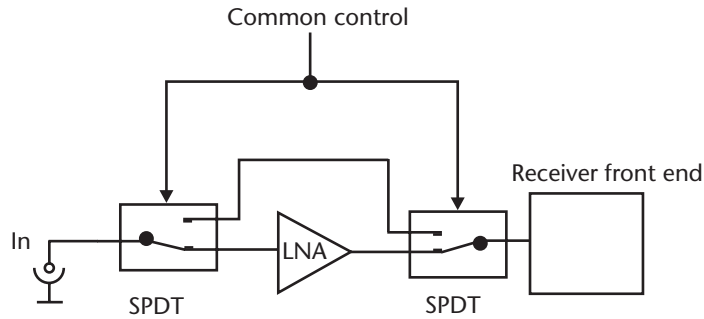 Common control
Receiver front end
In
LNA
SPDT
SPDT